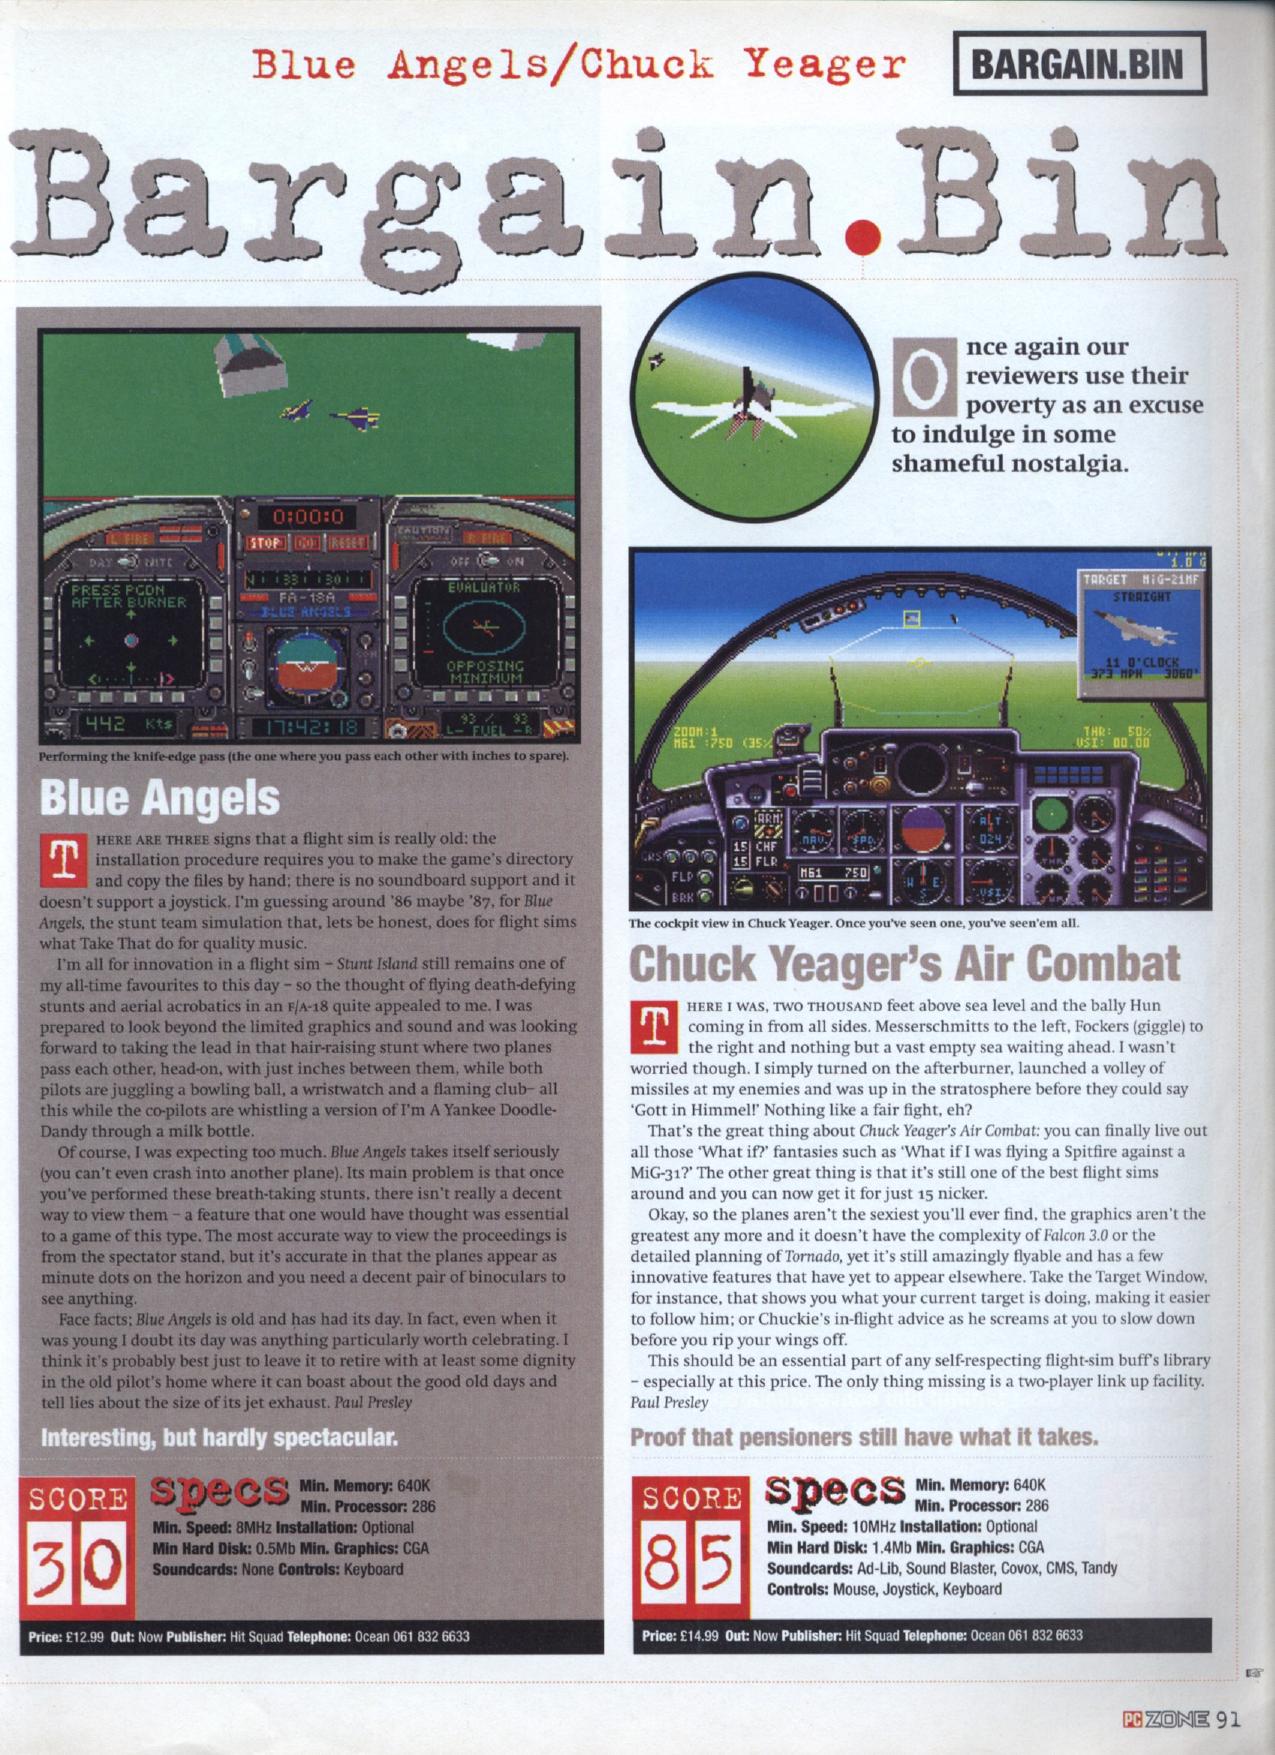 Blue Angels/Chuck Yeager
BARGAIN.BIN
Bargain.Bin
Once again our
reviewers use their
poverty as an excuse
to indulge in some
shameful nostalgia.
0:00:0
STOP GO RESET
L FIRE
CAUTION
R FIRE
DAY NITE
OFF ON
N 33 30
FA-18A
BLUE ANGELS
PRESS PGDN
AFTER BURNER
EVALUATOR
OPPOSING
MINIMUM
442 Kts
17:42:18
93 / 93
L- FUEL -R
Performing the knife-edge pass (the one where you pass each other with inches to spare).
Blue Angels
THERE ARE THREE signs that a flight sim is really old: the
installation procedure requires you to make the game's directory
and copy the files by hand; there is no soundboard support and it
doesn't support a joystick. I'm guessing around '86 maybe '87, for Blue
Angels, the stunt team simulation that, lets be honest, does for flight sims
what Take That do for quality music.
I'm all for innovation in a flight sim – Stunt Island still remains one of
my all-time favourites to this day – so the thought of flying death-defying
stunts and aerial acrobatics in an F/A-18 quite appealed to me. I was
prepared to look beyond the limited graphics and sound and was looking
forward to taking the lead in that hair-raising stunt where two planes
pass each other, head-on, with just inches between them, while both
pilots are juggling a bowling ball, a wristwatch and a flaming club– all
this while the co-pilots are whistling a version of I'm A Yankee Doodle-
Dandy through a milk bottle.
Of course, I was expecting too much. Blue Angels takes itself seriously
(you can't even crash into another plane). Its main problem is that once
you've performed these breath-taking stunts, there isn't really a decent
way to view them – a feature that one would have thought was essential
to a game of this type. The most accurate way to view the proceedings is
from the spectator stand, but it's accurate in that the planes appear as
minute dots on the horizon and you need a decent pair of binoculars to
see anything.
Face facts; Blue Angels is old and has had its day. In fact, even when it
was young I doubt its day was anything particularly worth celebrating. I
think it's probably best just to leave it to retire with at least some dignity
in the old pilot's home where it can boast about the good old days and
tell lies about the size of its jet exhaust. Paul Presley
Interesting, but hardly spectacular.
SCORE
30
specs
Min. Memory: 640K
Min. Processor: 286
Min. Speed: 8MHz Installation: Optional
Min Hard Disk: 0.5Mb Min. Graphics: CGA
Soundcards: None Controls: Keyboard
Price: £12.99 Out: Now Publisher: Hit Squad Telephone: Ocean 061 832 6633
1.0 G
TARGET MiG-21MF
STRAIGHT
11 O'CLOCK
373 MPH 3060'
ZOOM:1
M61 :750 (35%
THR: 50%
VSI: 00.00
ARM
15 CHF
15 FLR
GRS
FLP
BRK
NAV
SPD
ALT
024
M61 750
W E
VSI
The cockpit view in Chuck Yeager. Once you've seen one, you've seen'em all.
Chuck Yeager's Air Combat
THERE I WAS, TWO THOUSAND feet above sea level and the bally Hun
coming in from all sides. Messerschmitts to the left, Fockers (giggle) to
the right and nothing but a vast empty sea waiting ahead. I wasn't
worried though. I simply turned on the afterburner, launched a volley of
missiles at my enemies and was up in the stratosphere before they could say
'Gott in Himmel!' Nothing like a fair fight, eh?
That's the great thing about Chuck Yeager's Air Combat: you can finally live out
all those 'What if?' fantasies such as 'What if I was flying a Spitfire against a
MiG-31?' The other great thing is that it's still one of the best flight sims
around and you can now get it for just 15 nicker.
Okay, so the planes aren't the sexiest you'll ever find, the graphics aren't the
greatest any more and it doesn't have the complexity of Falcon 3.0 or the
detailed planning of Tornado, yet it's still amazingly flyable and has a few
innovative features that have yet to appear elsewhere. Take the Target Window,
for instance, that shows you what your current target is doing, making it easier
to follow him; or Chuckie's in-flight advice as he screams at you to slow down
before you rip your wings off.
This should be an essential part of any self-respecting flight-sim buff's library
– especially at this price. The only thing missing is a two-player link up facility.
Paul Presley
Proof that pensioners still have what it takes.
SCORE
85
specs
Min. Memory: 640K
Min. Processor: 286
Min. Speed: 10MHz Installation: Optional
Min Hard Disk: 1.4Mb Min. Graphics: CGA
Soundcards: Ad-Lib, Sound Blaster, Covox, CMS, Tandy
Controls: Mouse, Joystick, Keyboard
Price: £14.99 Out: Now Publisher: Hit Squad Telephone: Ocean 061 832 6633
PC ZONE 91